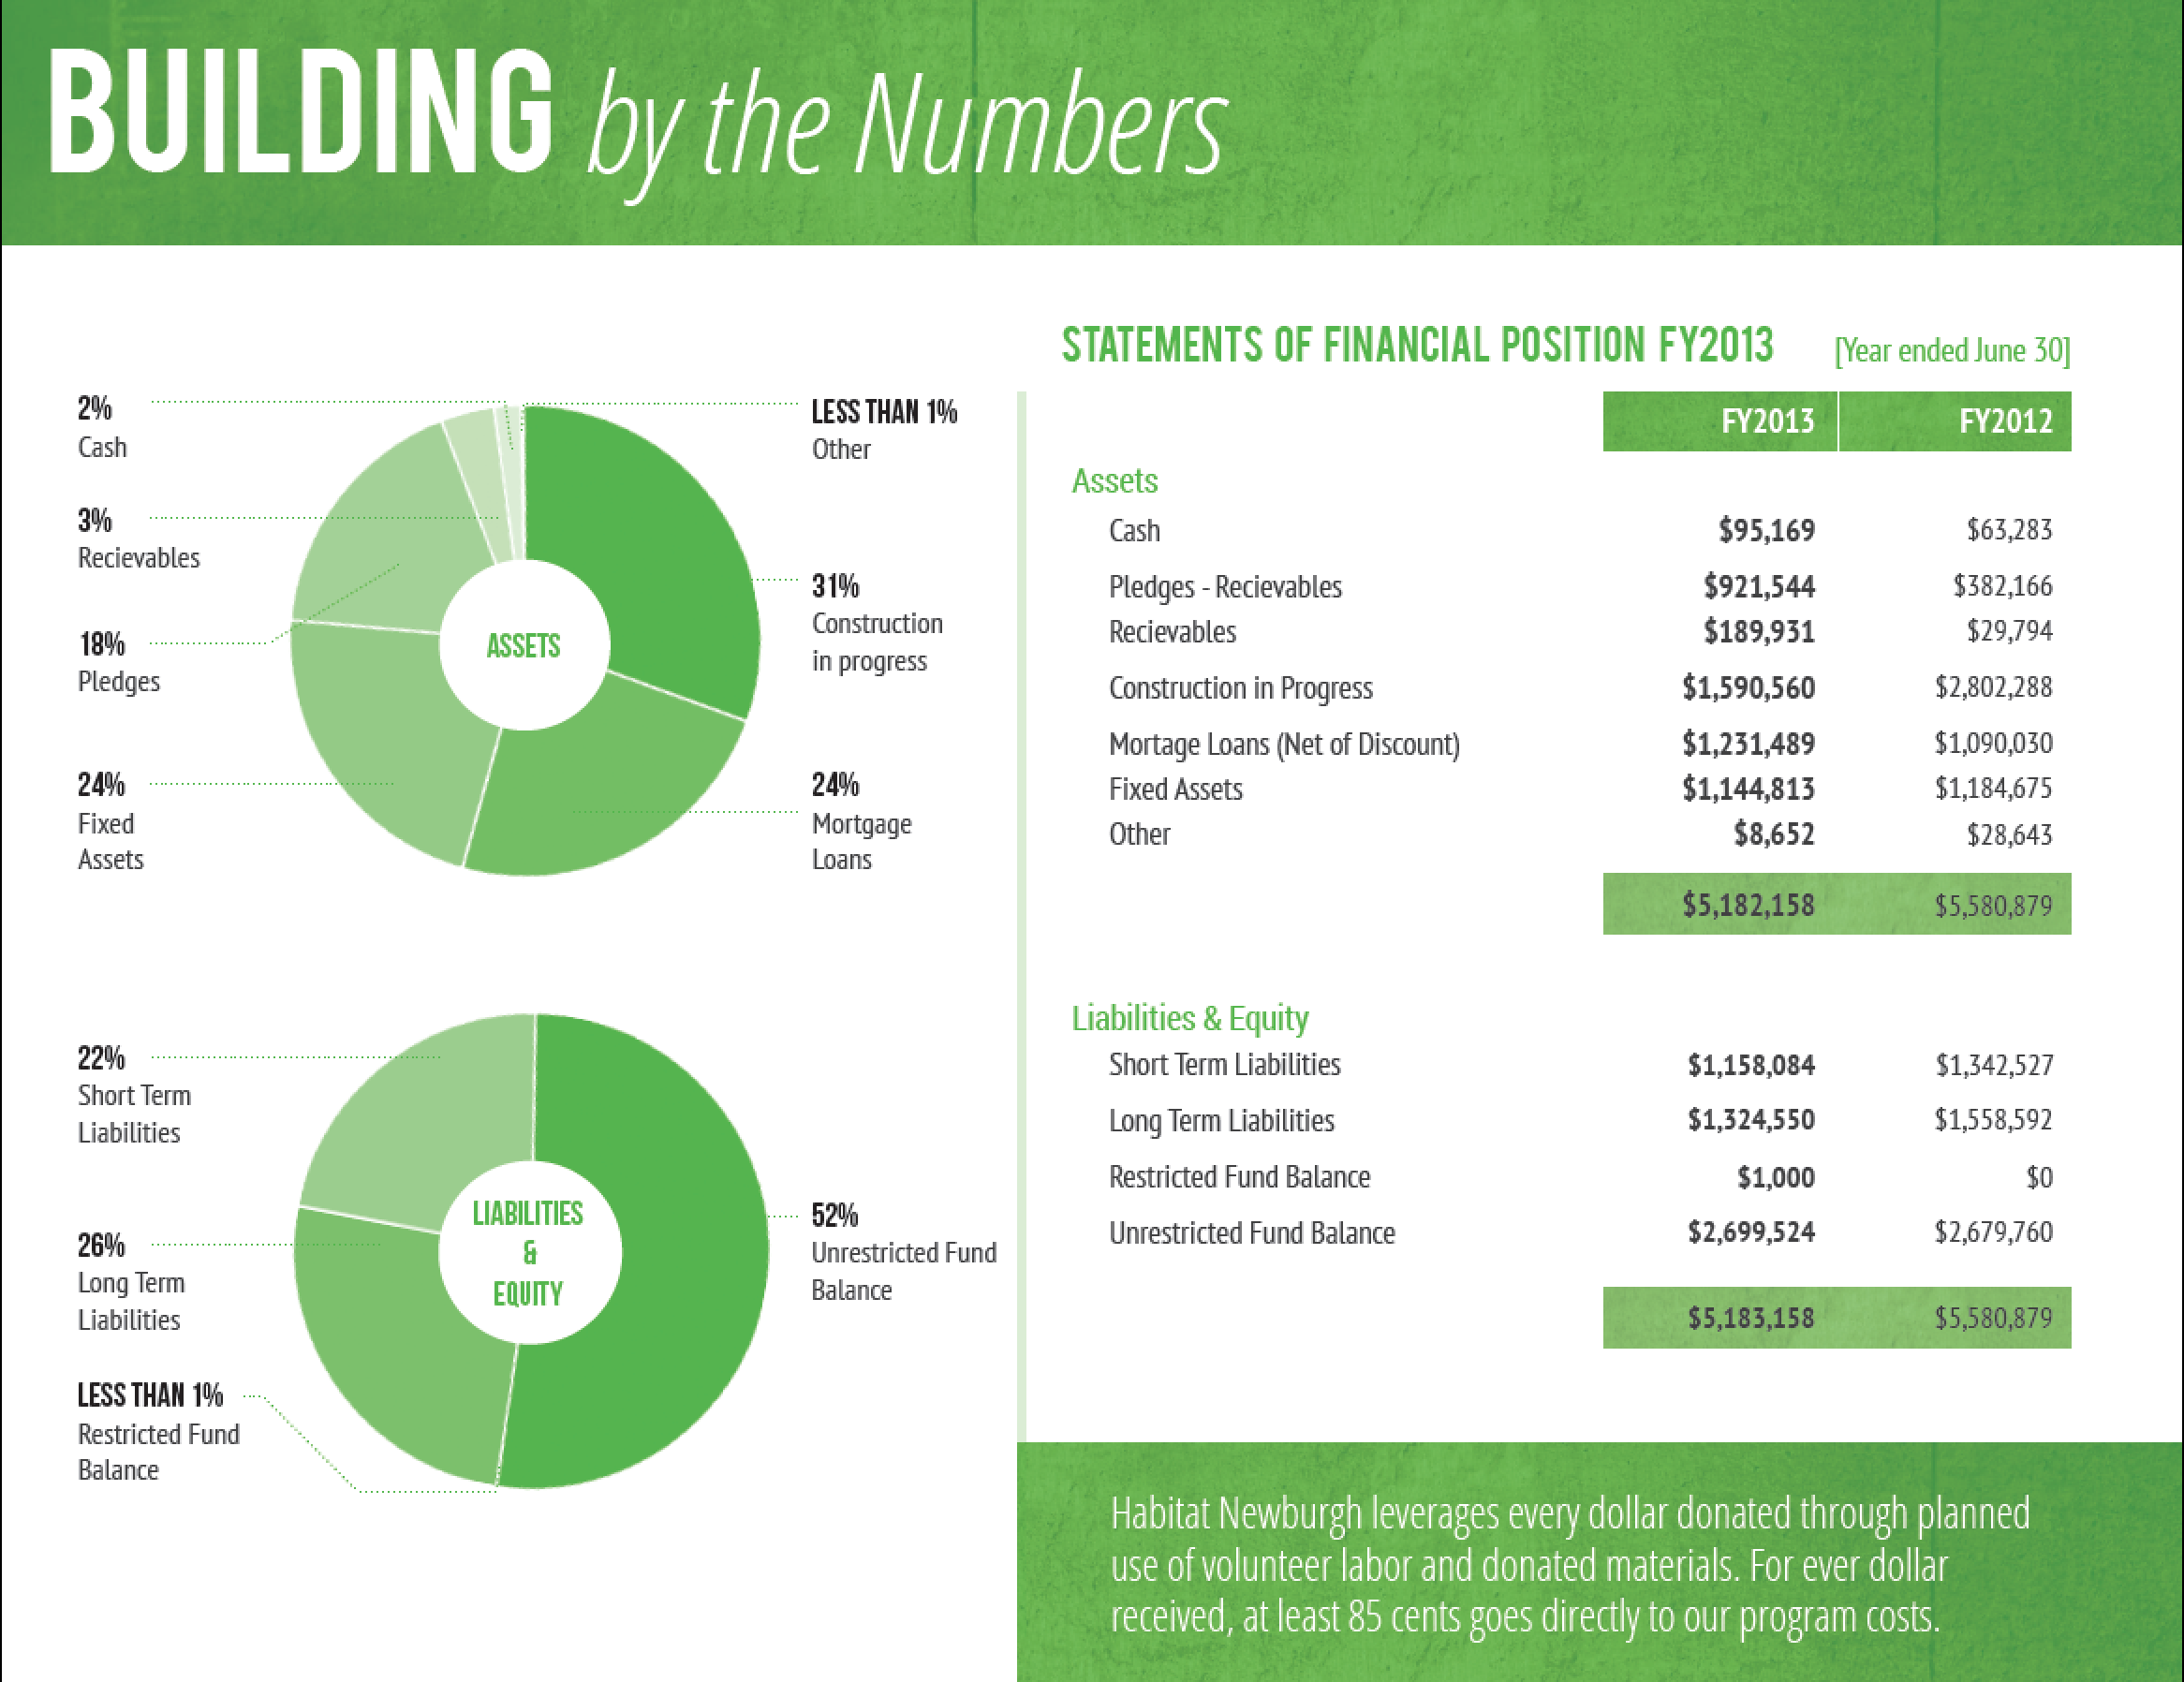 BUILDING by the Numbers
2%
Cash
3%
Recievables
18%
Pledges
24%
Fixed
Assets
ASSETS
LESS THAN 1%
Other
31%
Construction
in progress
24%
Mortgage
Loans
22%
Short Term
Liabilities
26%
Long Term
Liabilities
LESS THAN 1%
Restricted Fund
Balance
LIABILITIES
&
EQUITY
52%
Unrestricted Fund
Balance
STATEMENTS OF FINANCIAL POSITION FY2013 [Year ended June 30]
FY2013 FY2012
Assets
Cash $95,169 $63,283
Pledges - Recievables $921,544 $382,166
Recievables $189,931 $29,794
Construction in Progress $1,590,560 $2,802,288
Mortage Loans (Net of Discount) $1,231,489 $1,090,030
Fixed Assets $1,144,813 $1,184,675
Other $8,652 $28,643
$5,182,158 $5,580,879
Liabilities & Equity
Short Term Liabilities $1,158,084 $1,342,527
Long Term Liabilities $1,324,550 $1,558,592
Restricted Fund Balance $1,000 $0
Unrestricted Fund Balance $2,699,524 $2,679,760
$5,183,158 $5,580,879
Habitat Newburgh leverages every dollar donated through planned
use of volunteer labor and donated materials. For ever dollar
received, at least 85 cents goes directly to our program costs.